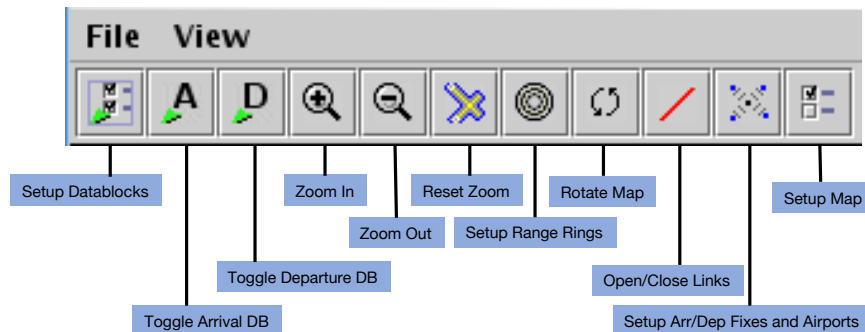 File View
A D
Setup Datablocks
Zoom In
Reset Zoom
Rotate Map
Setup Map
Zoom Out
Setup Range Rings
Toggle Departure DB
Open/Close Links
Toggle Arrival DB
Setup Arr/Dep Fixes and Airports